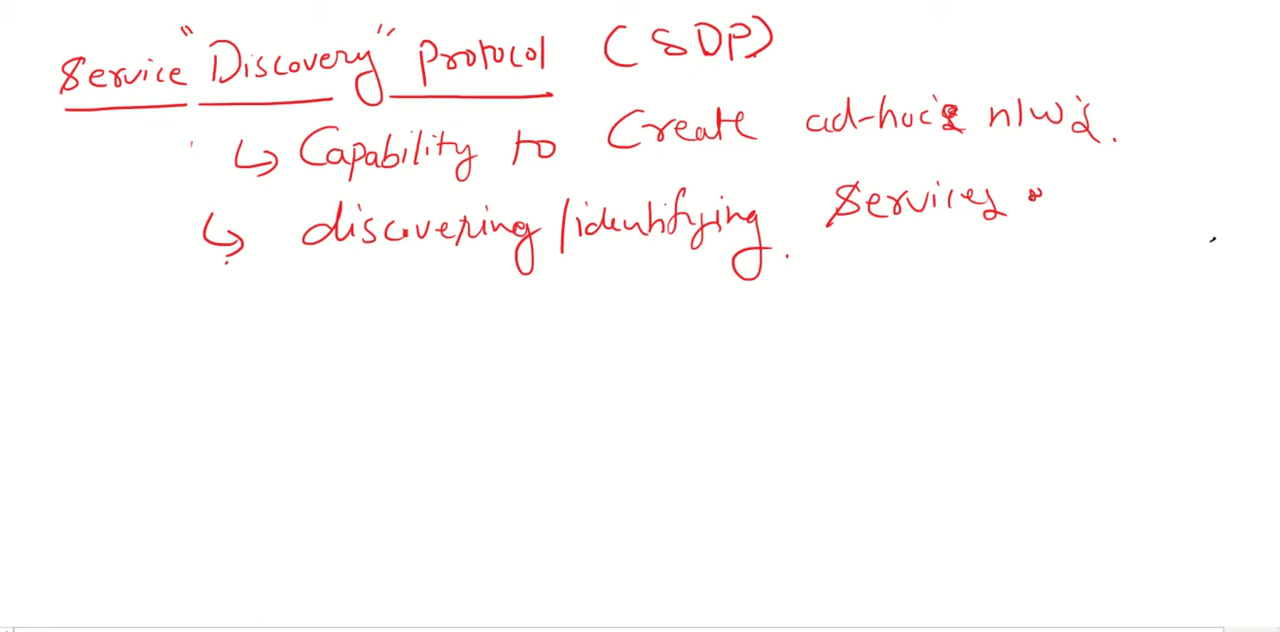 Service "Discovery" Protocol (SDP)
↳ Capability to Create ad-hoc's n/w's.
↳ discovering/identifying. Services